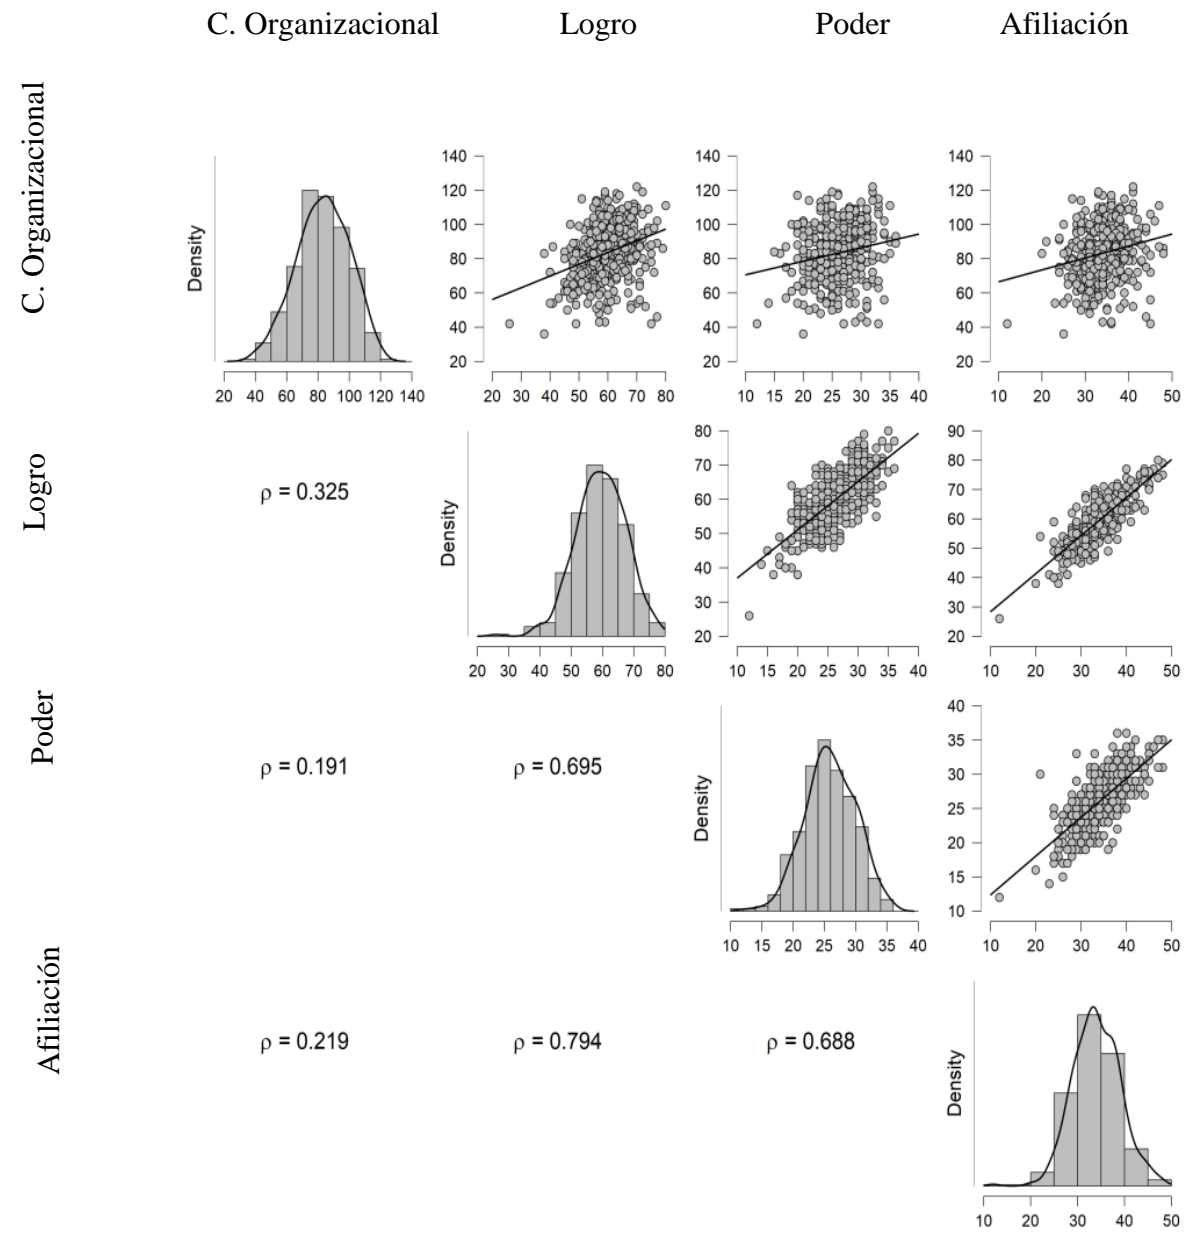 C. Organizacional Logro Poder Afiliación
C. Organizacional
Density
20 40 60 80 100 120 140
140
120
100
80
60
40
20
20 30 40 50 60 70 80
140
120
100
80
60
40
20
10 15 20 25 30 35 40
140
120
100
80
60
40
20
10 20 30 40 50
Logro
ρ = 0.325
Density
20 30 40 50 60 70 80
80
70
60
50
40
30
20
10 15 20 25 30 35 40
90
80
70
60
50
40
30
20
10 20 30 40 50
Poder
ρ = 0.191
ρ = 0.695
Density
10 15 20 25 30 35 40
40
35
30
25
20
15
10
10 20 30 40 50
Afiliación
ρ = 0.219
ρ = 0.794
ρ = 0.688
Density
10 20 30 40 50